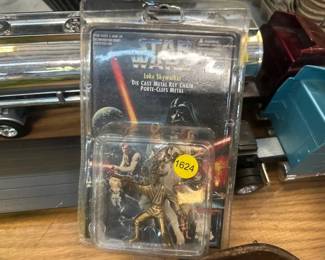 STAR
WARS
Luke Skywalker
DIE CAST METAL KEY CHAIN
PORTE-CLEFS METAL
1624